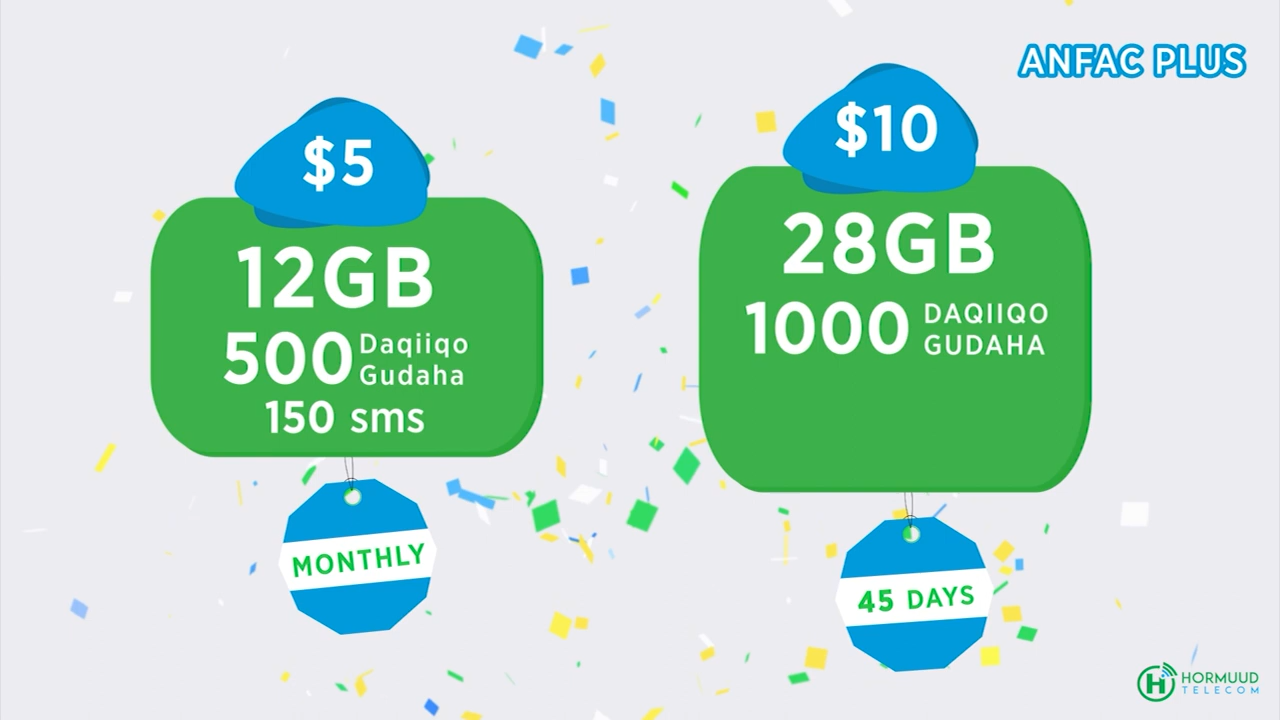 ANFAC PLUS
$5
12GB
500 Daqiiqo
Gudaha
150 sms
MONTHLY
$10
28GB
1000 DAQIIQO
GUDAHA
45 DAYS
HORMUUD
TELECOM